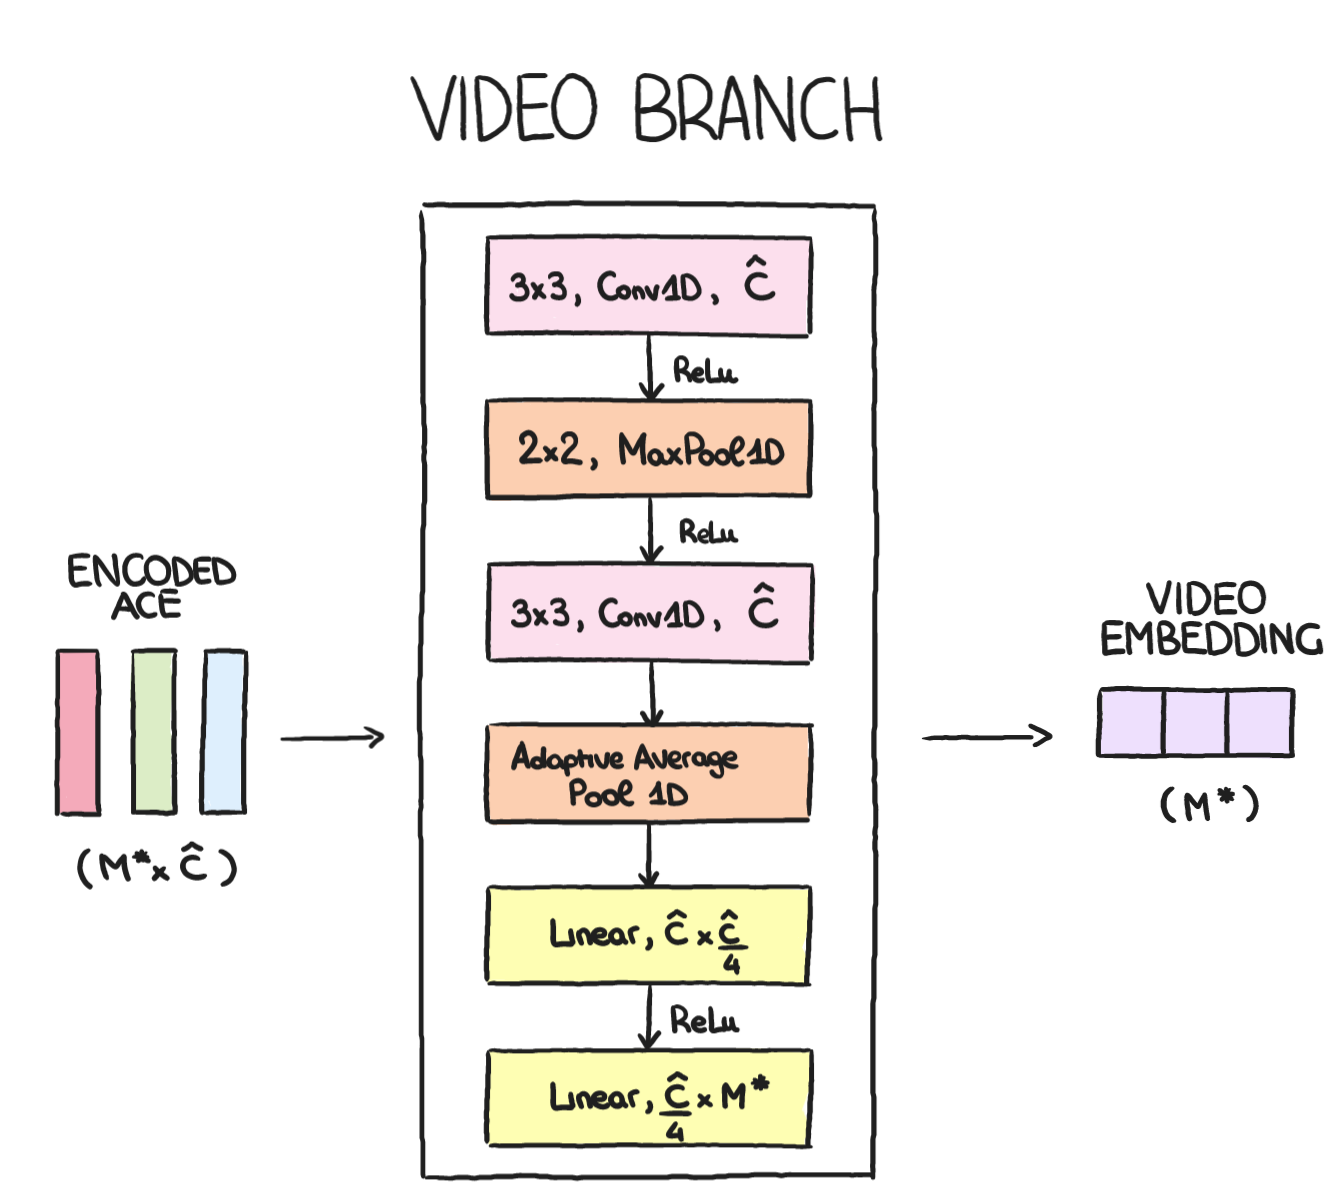 VIDEO BRANCH
3x3, Conv1D, Ĉ
ReLu
2x2, MaxPool1D
ReLu
3x3, Conv1D, Ĉ
Adaptive Average
Pool 1D
Linear, Ĉ x Ĉ/4
ReLu
Linear, Ĉ/4 x M*
ENCODED
ACE
(M* x Ĉ)
VIDEO
EMBEDDING
(M*)